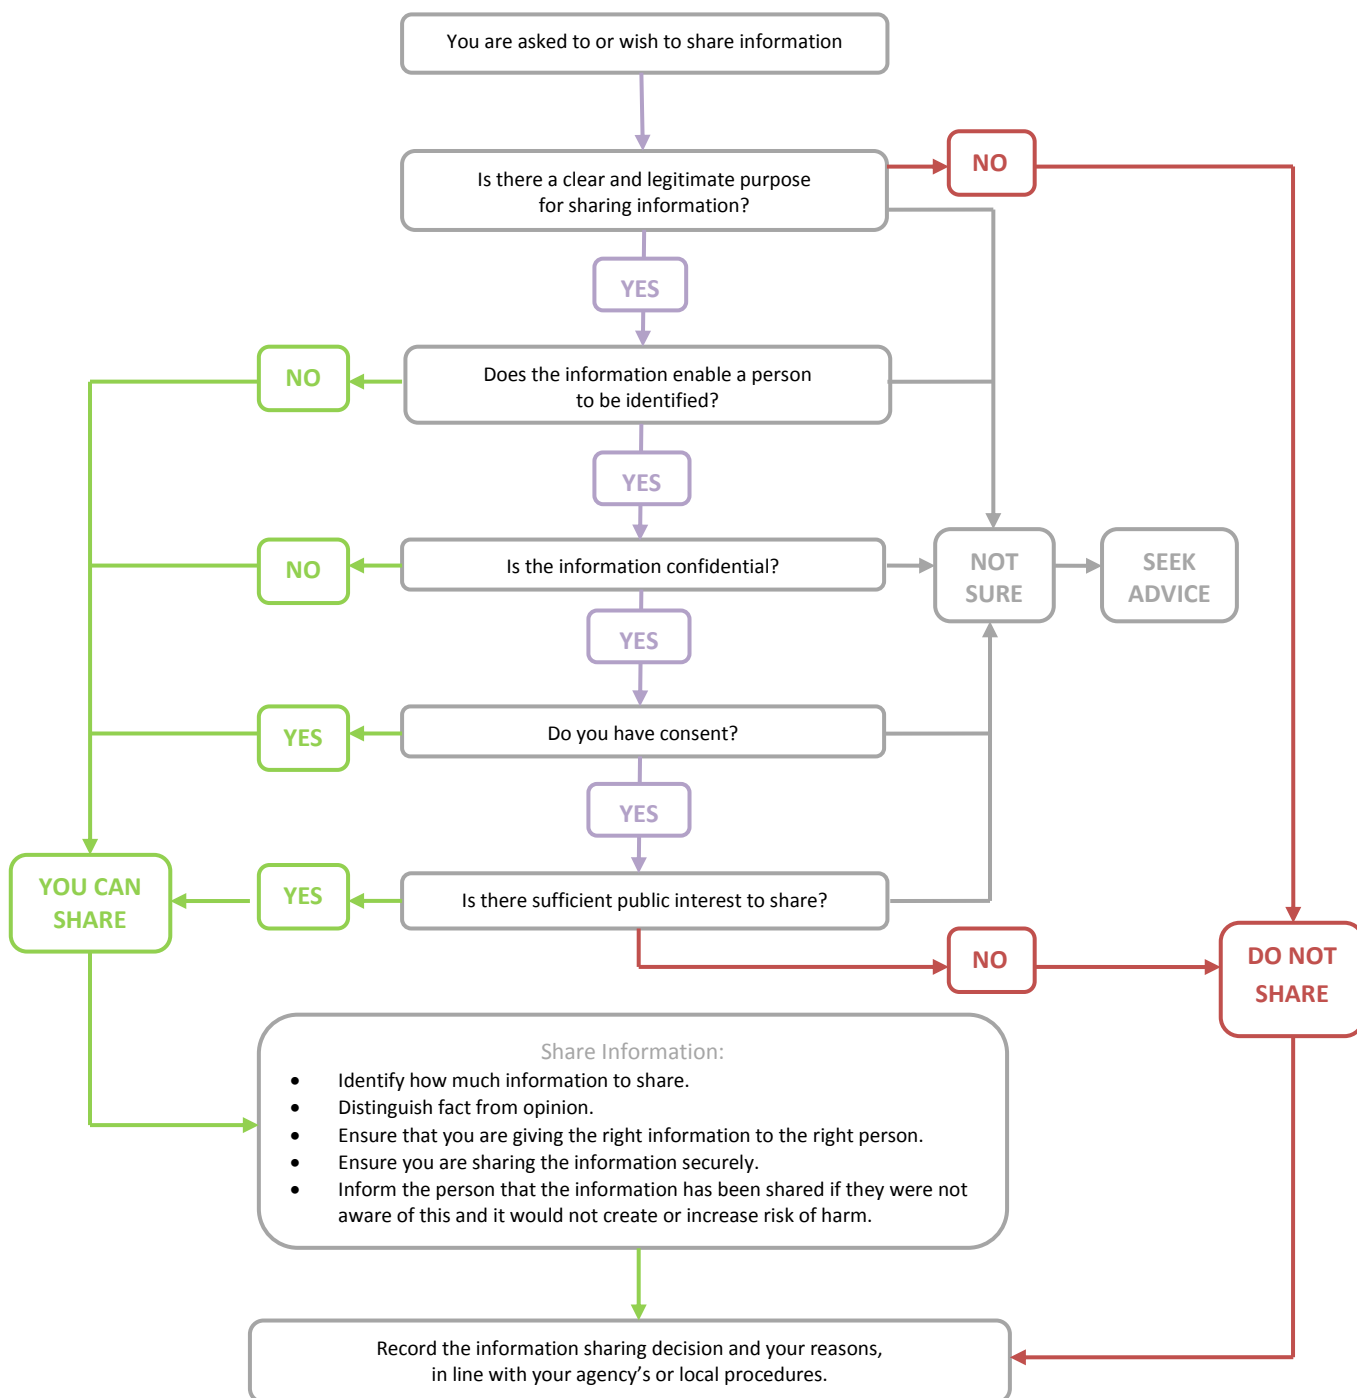 You are asked to or wish to share information
NO
Is there a clear and legitimate purpose
for sharing information?
YES
NO
Does the information enable a person
to be identified?
YES
NO
Is the information confidential?
NOT
SURE
SEEK
ADVICE
YES
YES
Do you have consent?
YES
YOU CAN
SHARE
YES
Is there sufficient public interest to share?
NO
DO NOT
SHARE
Share Information:
• Identify how much information to share.
• Distinguish fact from opinion.
• Ensure that you are giving the right information to the right person.
• Ensure you are sharing the information securely.
• Inform the person that the information has been shared if they were not
aware of this and it would not create or increase risk of harm.
Record the information sharing decision and your reasons,
in line with your agency’s or local procedures.